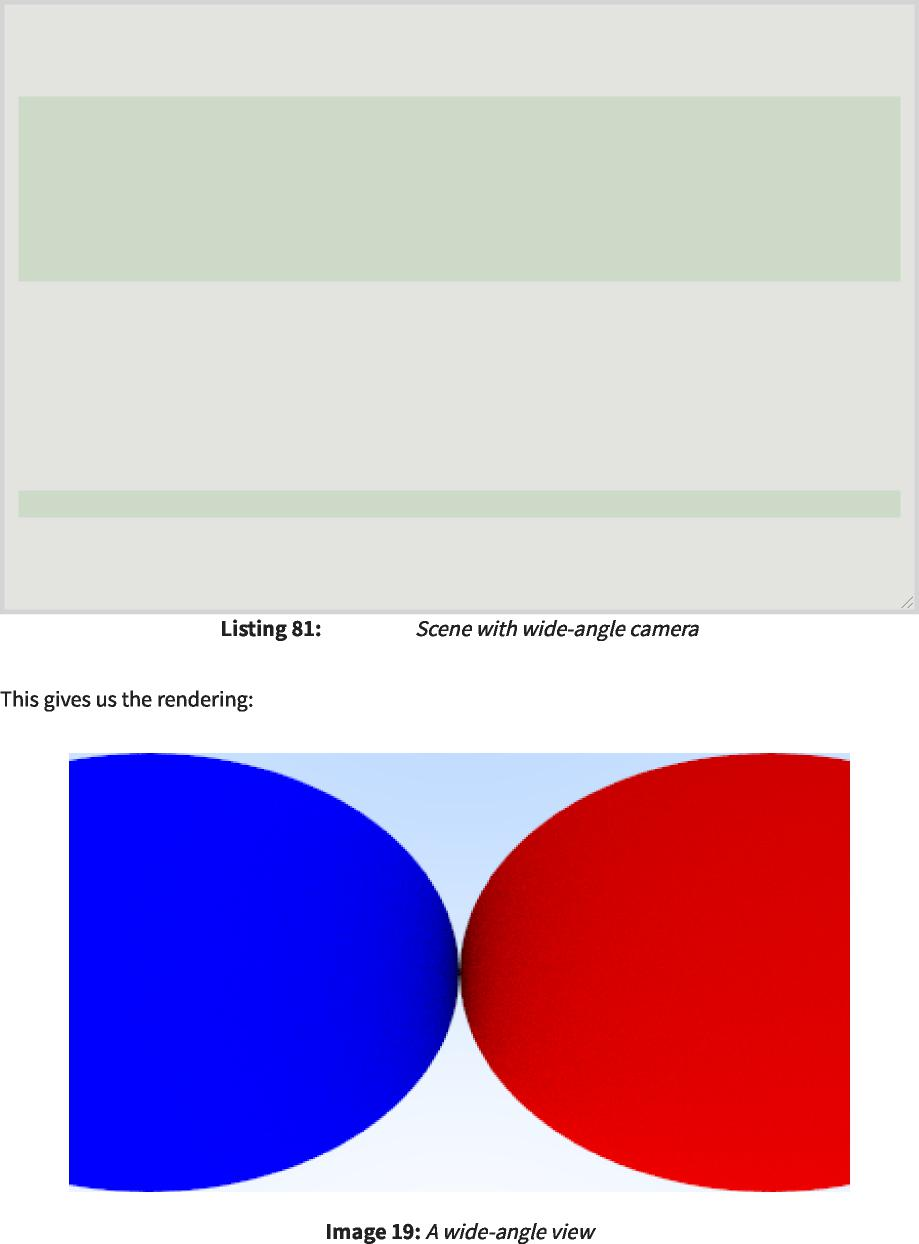 Listing 81: Scene with wide-angle camera
This gives us the rendering:
Image 19: A wide-angle view